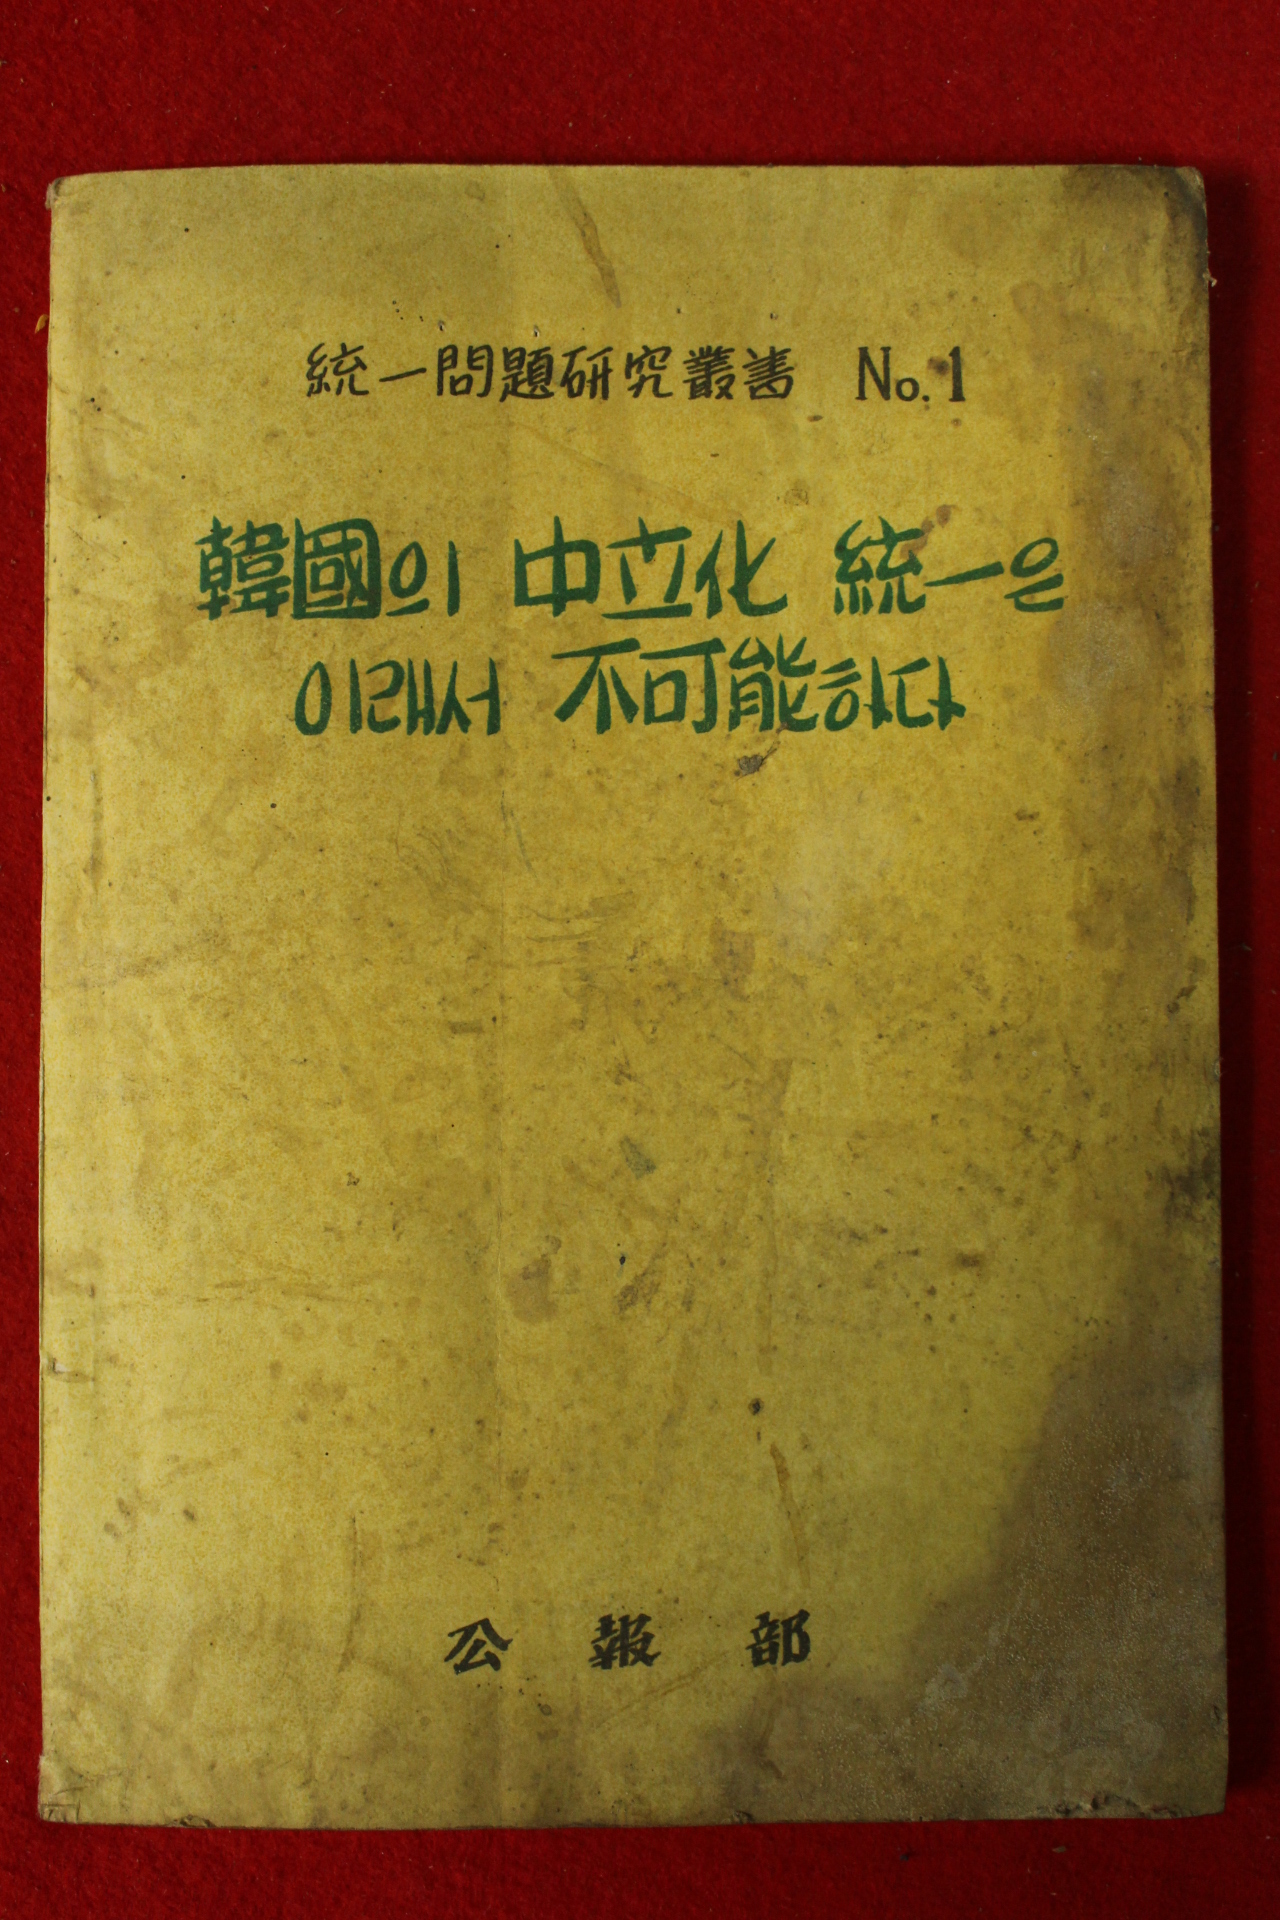 統一問題硏究叢書 No.1
韓國의 中立化 統一은
이래서 不可能하다
公報部